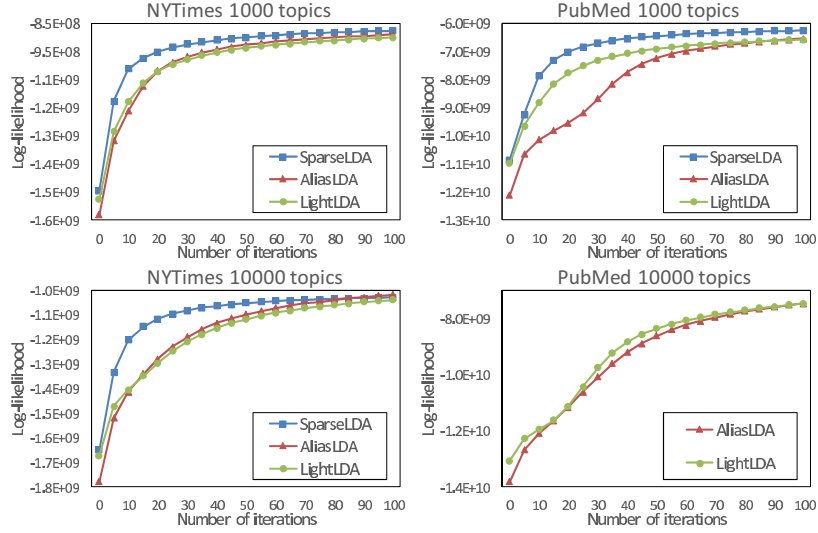 NYTimes 1000 topics
-8.5E+08
-9.5E+08
-1.1E+09
-1.2E+09
-1.3E+09
-1.4E+09
-1.5E+09
-1.6E+09
Log-likelihood
SparseLDA
AliasLDA
LightLDA
0 10 20 30 40 50 60 70 80 90 100
Number of iterations
PubMed 1000 topics
-6.0E+09
-7.0E+09
-8.0E+09
-9.0E+09
-1.0E+10
-1.1E+10
-1.2E+10
-1.3E+10
Log-likelihood
SparseLDA
AliasLDA
LightLDA
0 10 20 30 40 50 60 70 80 90 100
Number of iterations
NYTimes 10000 topics
-1.0E+09
-1.1E+09
-1.2E+09
-1.3E+09
-1.4E+09
-1.5E+09
-1.6E+09
-1.7E+09
-1.8E+09
Log-likelihood
SparseLDA
AliasLDA
LightLDA
0 10 20 30 40 50 60 70 80 90 100
Number of iterations
PubMed 10000 topics
-8.0E+09
-1.0E+10
-1.2E+10
-1.4E+10
Log-likelihood
AliasLDA
LightLDA
0 10 20 30 40 50 60 70 80 90 100
Number of iterations